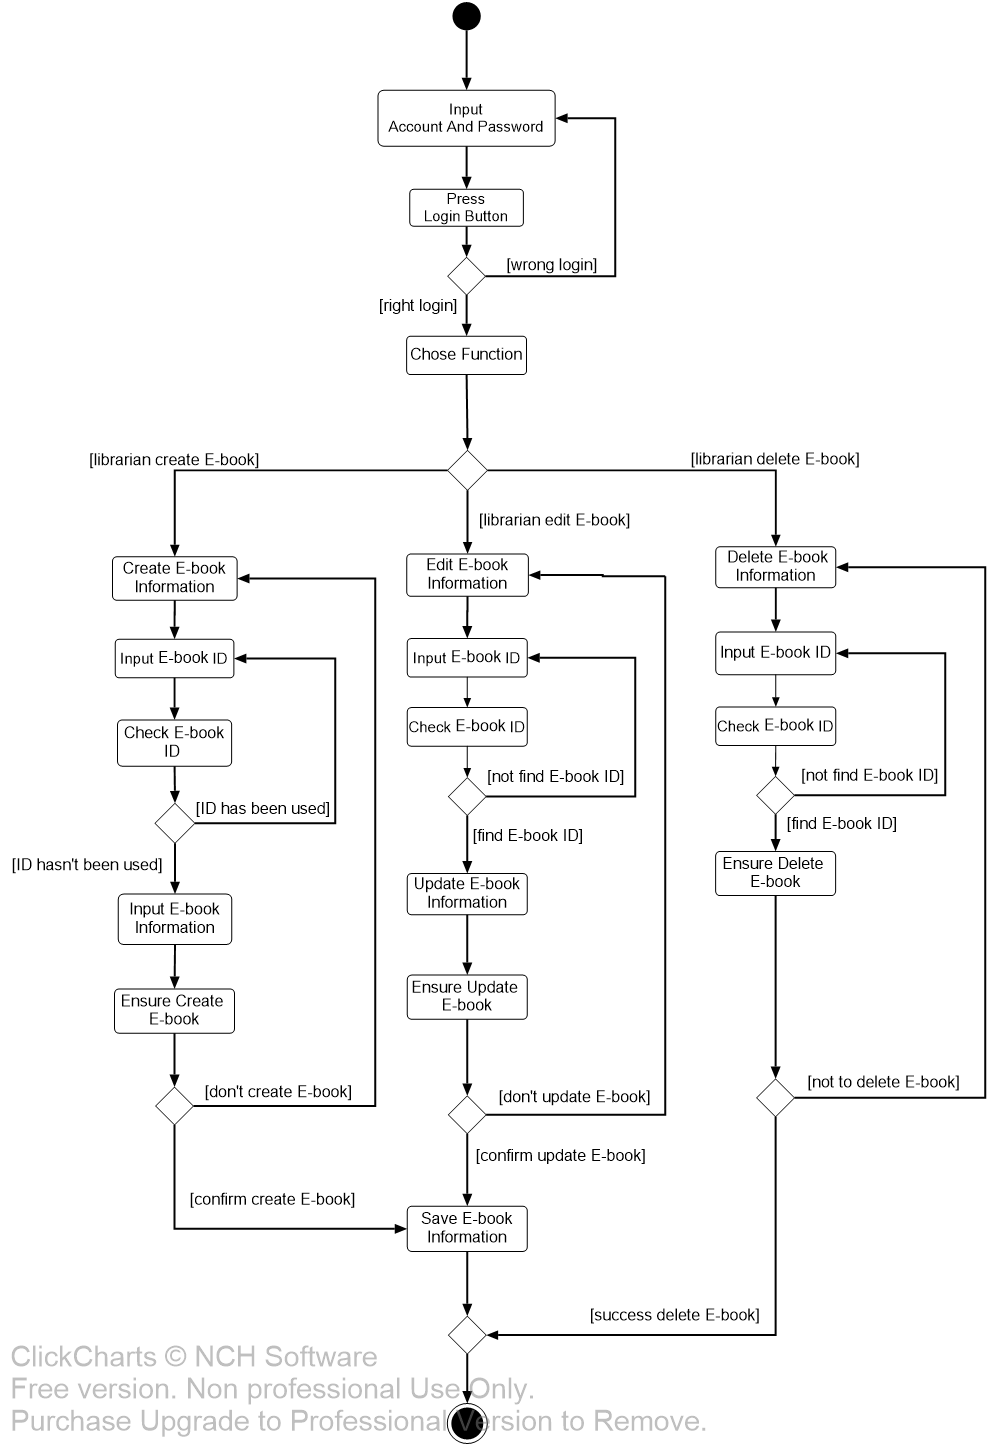 Input
Account And Password
Press
Login Button
[wrong login]
[right login]
Chose Function
[librarian create E-book]
[librarian delete E-book]
[librarian edit E-book]
Create E-book
Information
Input E-book ID
Check E-book
ID
[ID has been used]
[ID hasn't been used]
Input E-book
Information
Ensure Create
E-book
[don't create E-book]
[confirm create E-book]
Edit E-book
Information
Input E-book ID
Check E-book ID
[not find E-book ID]
[find E-book ID]
Update E-book
Information
Ensure Update
E-book
[don't update E-book]
[confirm update E-book]
Delete E-book
Information
Input E-book ID
Check E-book ID
[not find E-book ID]
[find E-book ID]
Ensure Delete
E-book
[not to delete E-book]
Save E-book
Information
[success delete E-book]
ClickCharts © NCH Software
Free version. Non professional Use Only.
Purchase Upgrade to Professional Version to Remove.